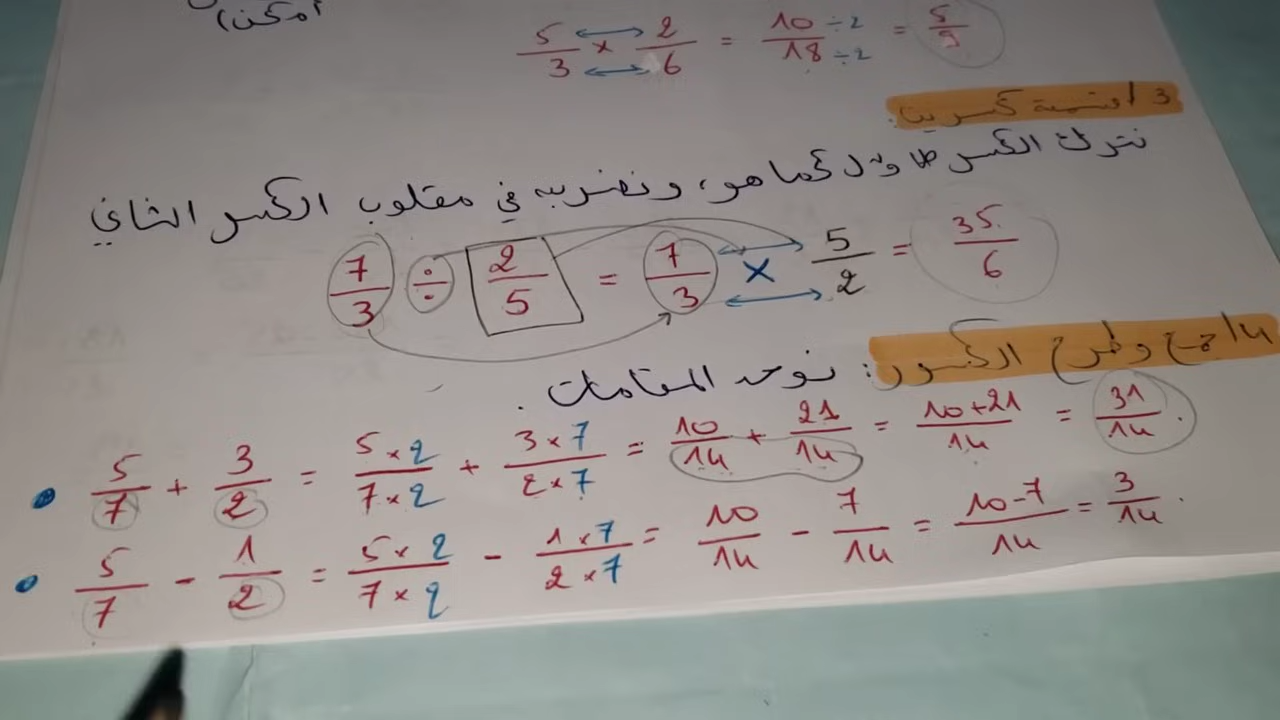 أمكن)
5/3 × 2/6 = 10÷2/18÷2 = 5/9
3/ قسمة كسرين:
نترك الكسر الأول كما هو، ونضربه في مقلوب الكسر الثاني
7/3 ÷ 2/5 = 7/3 × 5/2 = 35/6
4/ جمع وطرح الكسور: نوحد المقامات.
5/7 + 3/2 = 5×2/7×2 + 3×7/2×7 = 10/14 + 21/14 = 10+21/14 = 31/14.
5/7 - 1/2 = 5×2/7×2 - 1×7/2×7 = 10/14 - 7/14 = 10-7/14 = 3/14.